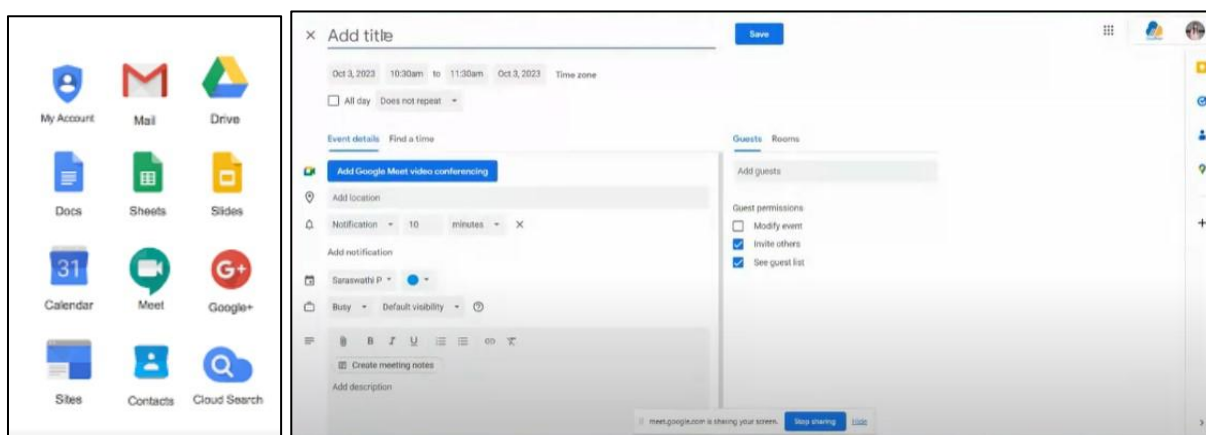 My Account Mail Drive
Docs Sheets Slides
31
G+
Calendar Meet Google+
Sites Contacts Cloud Search
Add title
Save
Oct 3, 2023 10:30am to 11:30am Oct 3, 2023 Time zone
All day Does not repeat
Event details Find a time
Guests Rooms
Add Google Meet video conferencing
Add guests
Add location
Guest permissions
Notification 10 minutes
Modify event
Invite others
Add notification
See guest list
Saraswathi P
Busy Default visibility
B I U
Create meeting notes
Add description
meet.google.com is sharing your screen. Stop sharing Hide